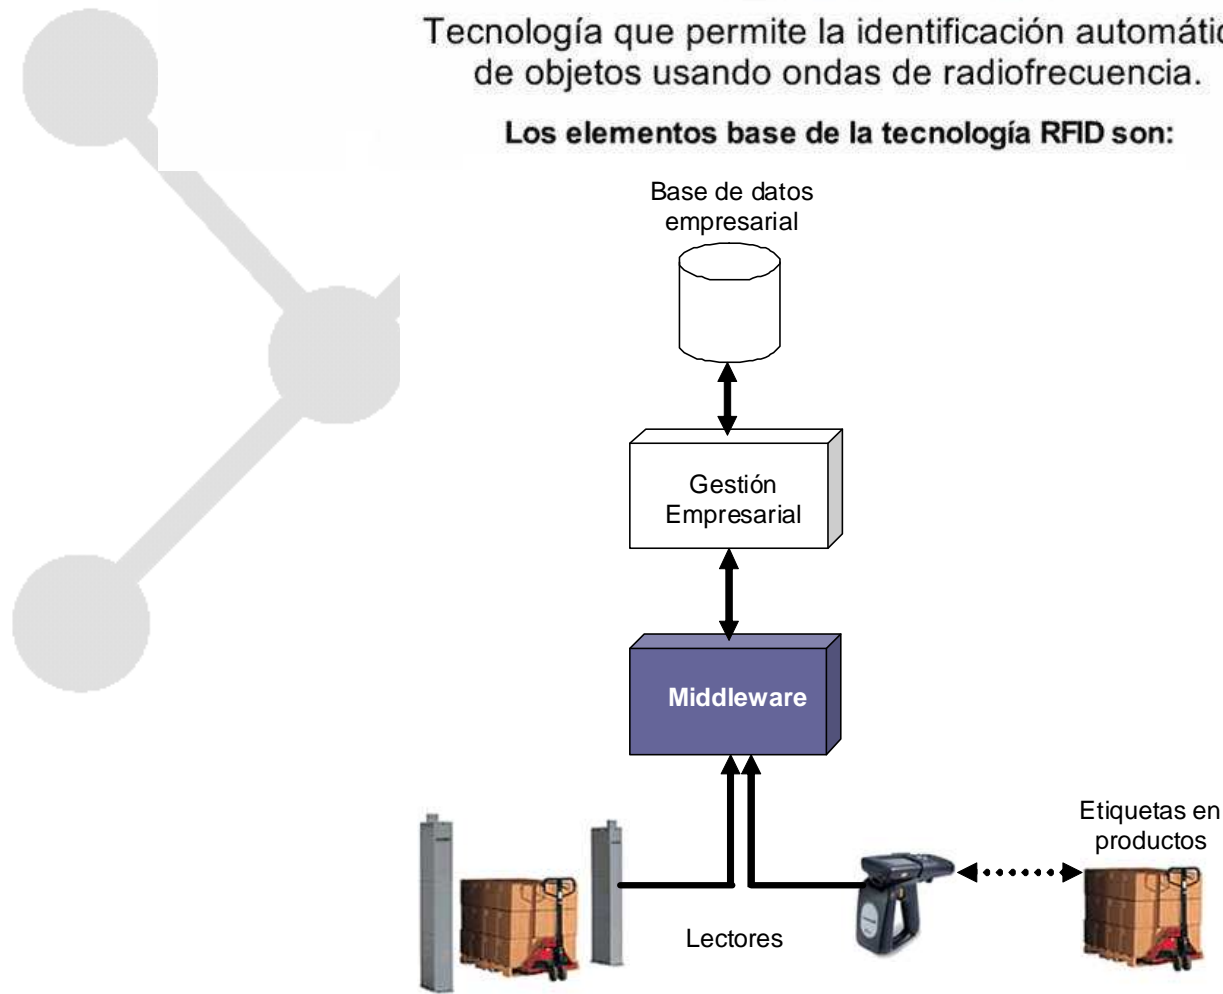 Tecnología que permite la identificación automátic
de objetos usando ondas de radiofrecuencia.
Los elementos base de la tecnología RFID son:
Base de datos
empresarial
Gestión
Empresarial
Middleware
Etiquetas en
productos
Lectores